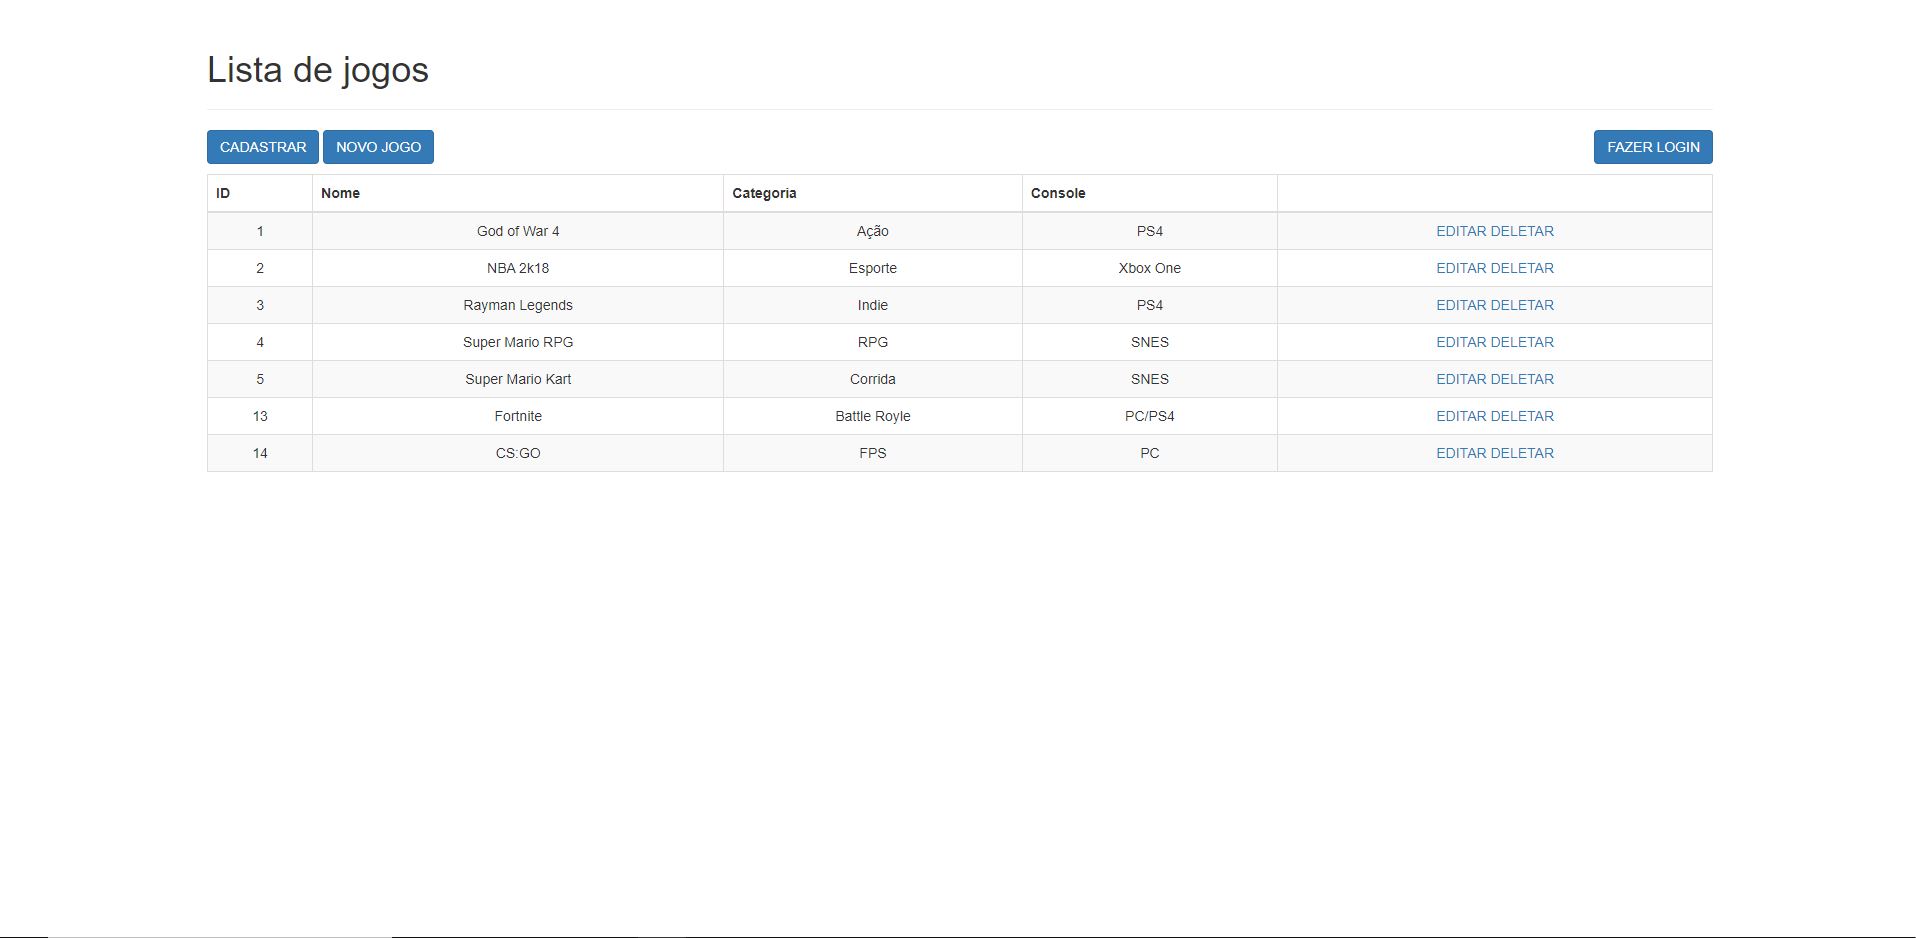 Lista de jogos
CADASTRAR NOVO JOGO FAZER LOGIN
ID Nome Categoria Console
1 God of War 4 Ação PS4 EDITAR DELETAR
2 NBA 2k18 Esporte Xbox One EDITAR DELETAR
3 Rayman Legends Indie PS4 EDITAR DELETAR
4 Super Mario RPG RPG SNES EDITAR DELETAR
5 Super Mario Kart Corrida SNES EDITAR DELETAR
13 Fortnite Battle Royle PC/PS4 EDITAR DELETAR
14 CS:GO FPS PC EDITAR DELETAR